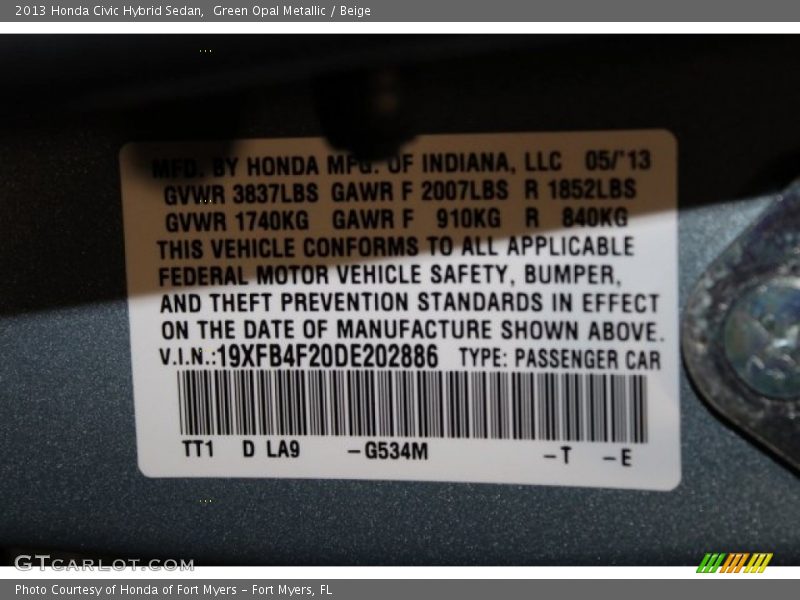 2013 Honda Civic Hybrid Sedan, Green Opal Metallic / Beige
MFD. BY HONDA MFG. OF INDIANA, LLC 05/'13
GVWR 3837LBS GAWR F 2007LBS R 1852LBS
GVWR 1740KG GAWR F 910KG R 840KG
THIS VEHICLE CONFORMS TO ALL APPLICABLE
FEDERAL MOTOR VEHICLE SAFETY, BUMPER,
AND THEFT PREVENTION STANDARDS IN EFFECT
ON THE DATE OF MANUFACTURE SHOWN ABOVE.
V.I.N.:19XFB4F20DE202886 TYPE: PASSENGER CAR
TT1 D LA9 -G534M -T -E
GTCARLOT.COM
Photo Courtesy of Honda of Fort Myers - Fort Myers, FL